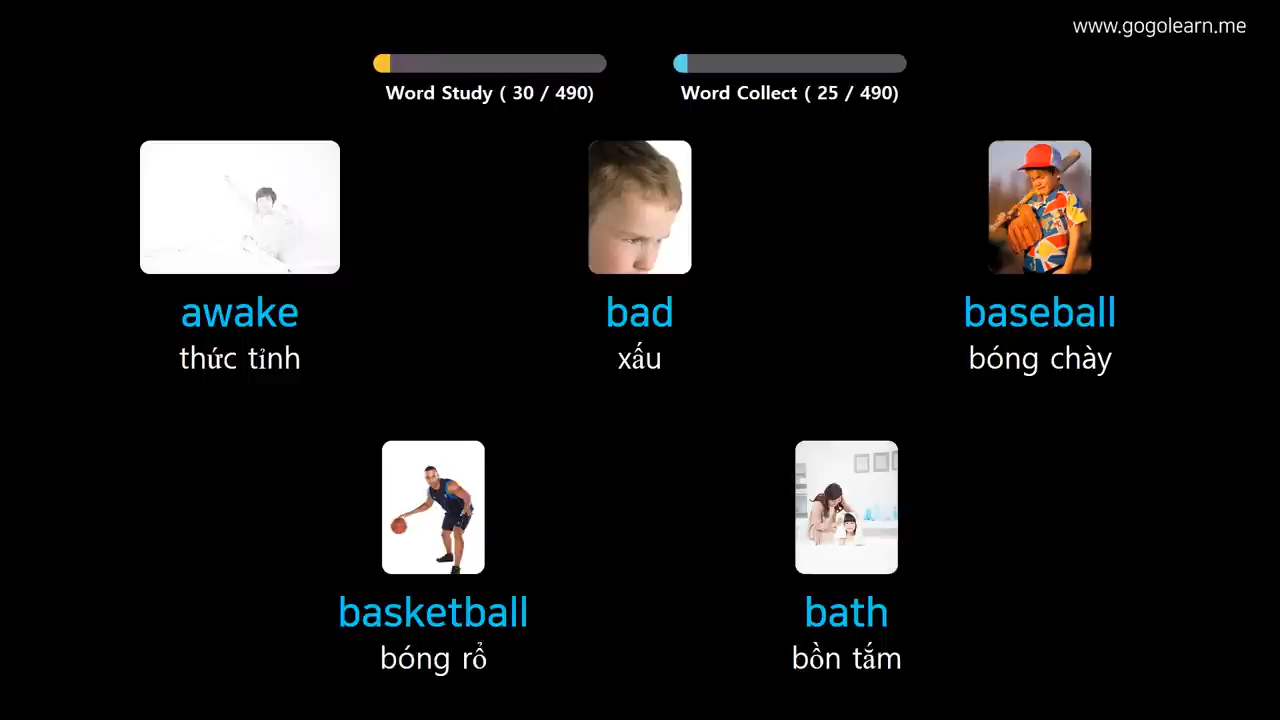 www.gogolearn.me
Word Study ( 30 / 490)
Word Collect ( 25 / 490)
awake
bad
baseball
thức tỉnh
xấu
bóng chày
basketball
bath
bóng rổ
bồn tắm